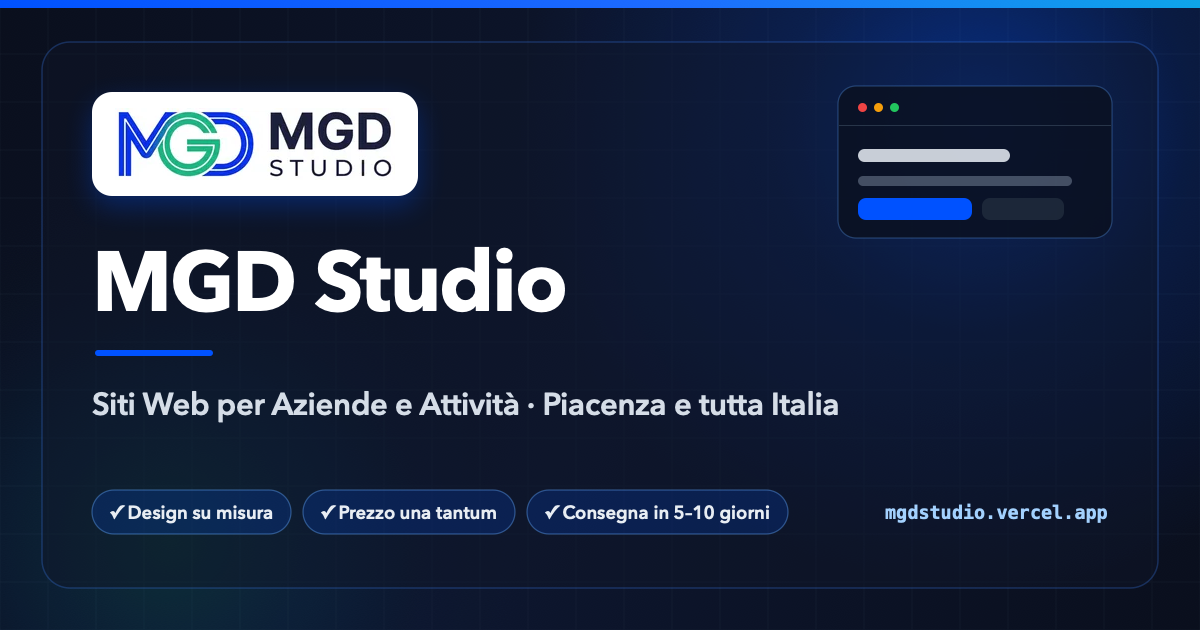 MGD
MGD
STUDIO
MGD Studio
Siti Web per Aziende e Attività · Piacenza e tutta Italia
✓ Design su misura
✓ Prezzo una tantum
✓ Consegna in 5–10 giorni
mgdstudio.vercel.app